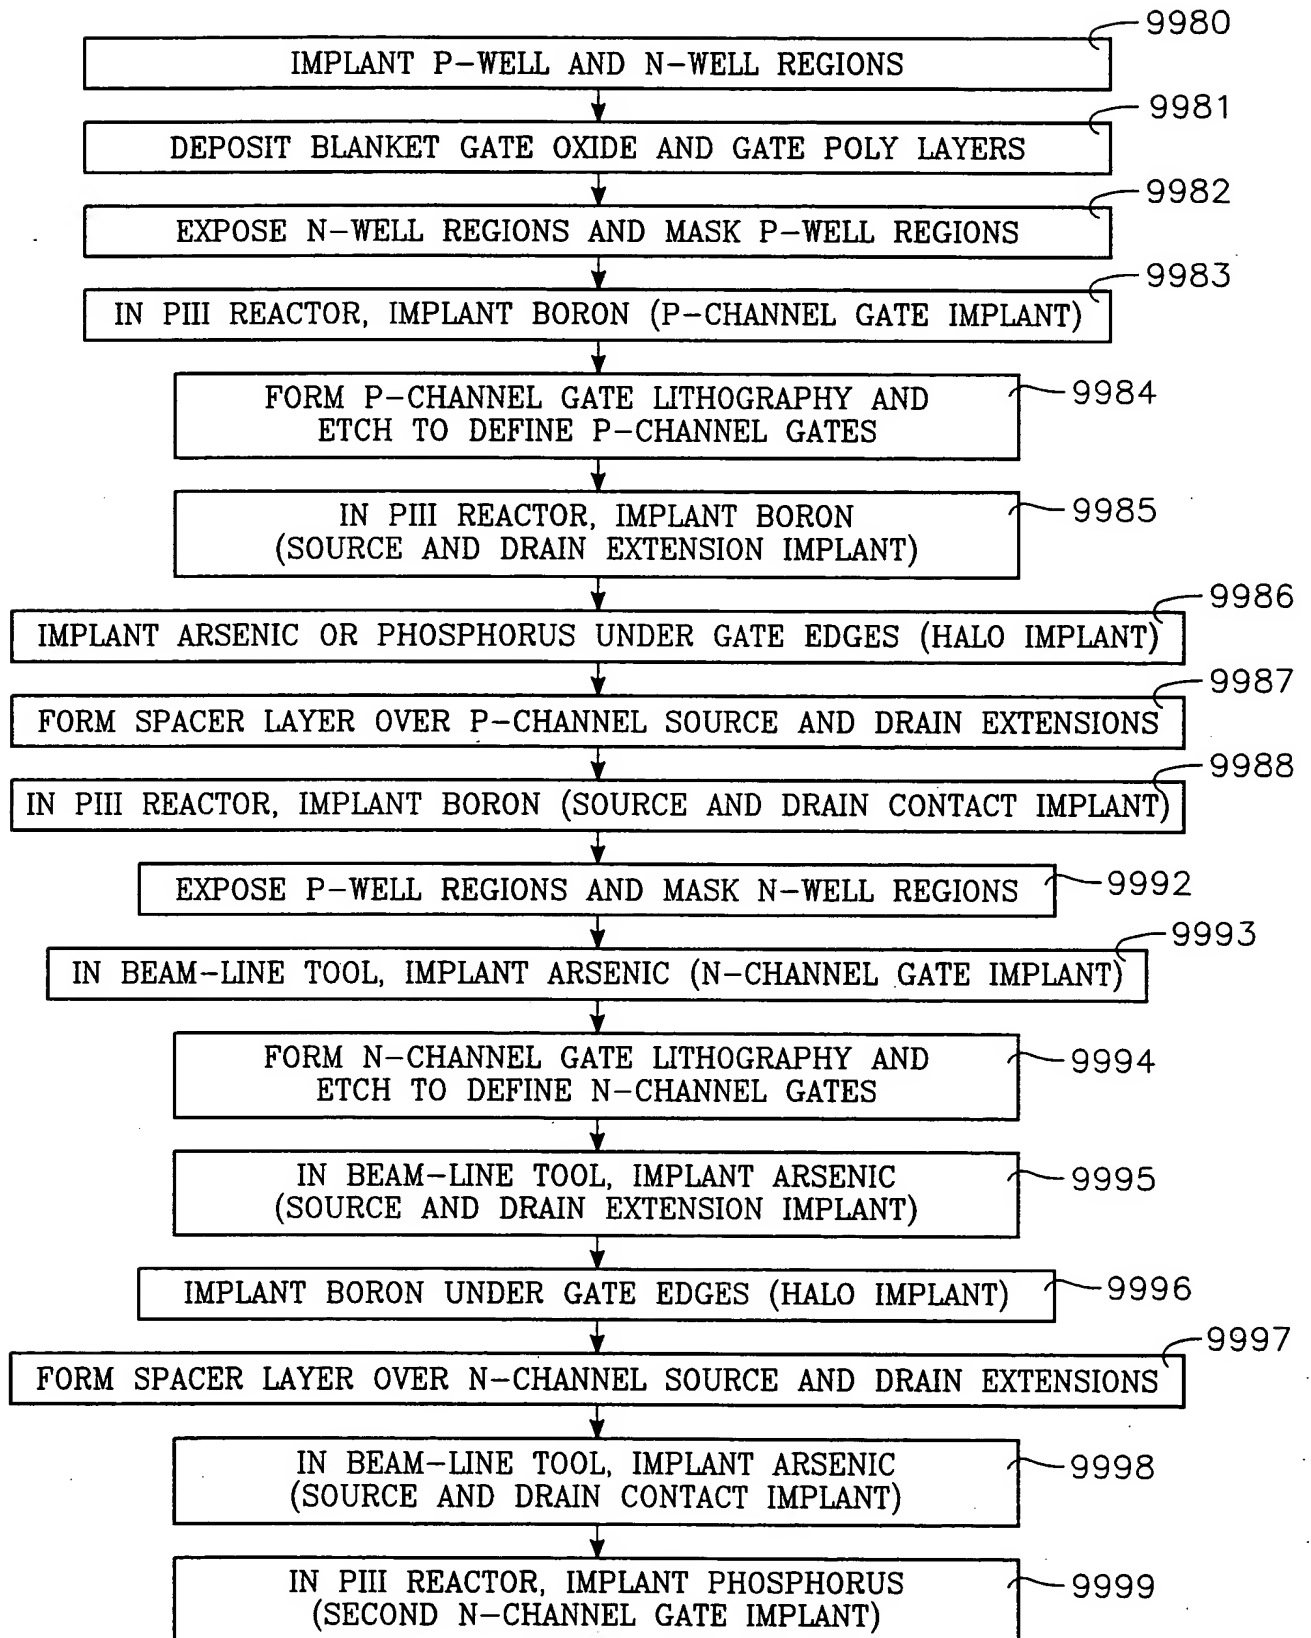 9980
IMPLANT P-WELL AND N-WELL REGIONS
9981
DEPOSIT BLANKET GATE OXIDE AND GATE POLY LAYERS
9982
EXPOSE N-WELL REGIONS AND MASK P-WELL REGIONS
9983
IN PIII REACTOR, IMPLANT BORON (P-CHANNEL GATE IMPLANT)
FORM P-CHANNEL GATE LITHOGRAPHY AND
ETCH TO DEFINE P-CHANNEL GATES
9984
IN PIII REACTOR, IMPLANT BORON
(SOURCE AND DRAIN EXTENSION IMPLANT)
9985
9986
IMPLANT ARSENIC OR PHOSPHORUS UNDER GATE EDGES (HALO IMPLANT)
9987
FORM SPACER LAYER OVER P-CHANNEL SOURCE AND DRAIN EXTENSIONS
9988
IN PIII REACTOR, IMPLANT BORON (SOURCE AND DRAIN CONTACT IMPLANT)
EXPOSE P-WELL REGIONS AND MASK N-WELL REGIONS
9992
9993
IN BEAM-LINE TOOL, IMPLANT ARSENIC (N-CHANNEL GATE IMPLANT)
FORM N-CHANNEL GATE LITHOGRAPHY AND
ETCH TO DEFINE N-CHANNEL GATES
9994
IN BEAM-LINE TOOL, IMPLANT ARSENIC
(SOURCE AND DRAIN EXTENSION IMPLANT)
9995
IMPLANT BORON UNDER GATE EDGES (HALO IMPLANT)
9996
9997
FORM SPACER LAYER OVER N-CHANNEL SOURCE AND DRAIN EXTENSIONS
IN BEAM-LINE TOOL, IMPLANT ARSENIC
(SOURCE AND DRAIN CONTACT IMPLANT)
9998
IN PIII REACTOR, IMPLANT PHOSPHORUS
(SECOND N-CHANNEL GATE IMPLANT)
9999